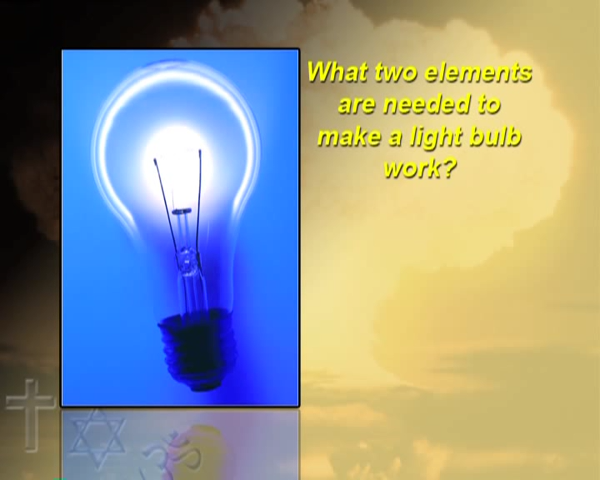 What two elements
are needed to
make a light bulb
work?